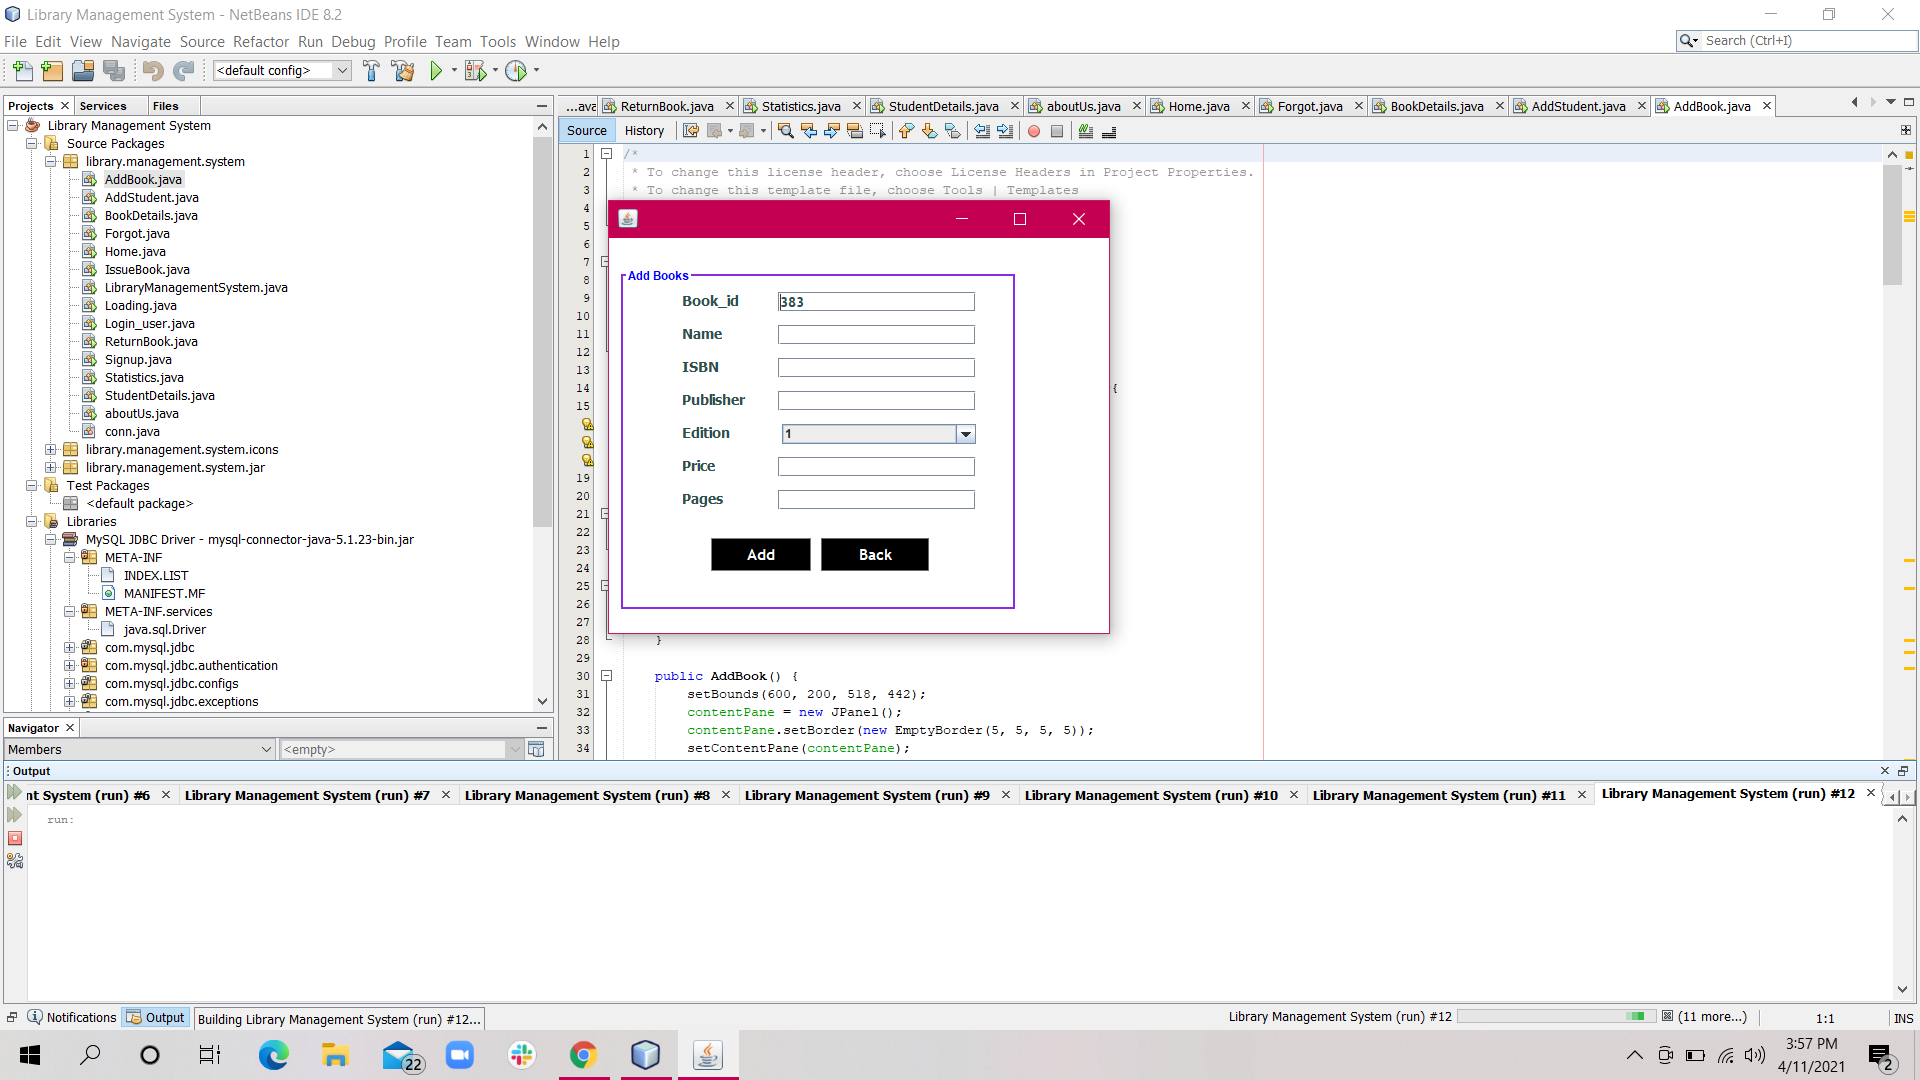 Library Management System - NetBeans IDE 8.2
File Edit View Navigate Source Refactor Run Debug Profile Team Tools Window Help
Search (Ctrl+I)
<default config>
Projects Services Files
Library Management System
Source Packages
library.management.system
AddBook.java
AddStudent.java
BookDetails.java
Forgot.java
Home.java
IssueBook.java
LibraryManagementSystem.java
Loading.java
Login_user.java
ReturnBook.java
Signup.java
Statistics.java
StudentDetails.java
aboutUs.java
conn.java
library.management.system.icons
library.management.system.jar
Test Packages
<default package>
Libraries
MySQL JDBC Driver - mysql-connector-java-5.1.23-bin.jar
META-INF
INDEX.LIST
MANIFEST.MF
META-INF.services
java.sql.Driver
com.mysql.jdbc
com.mysql.jdbc.authentication
com.mysql.jdbc.configs
com.mysql.jdbc.exceptions
Navigator
Members <empty>
...ava ReturnBook.java Statistics.java StudentDetails.java aboutUs.java Home.java Forgot.java BookDetails.java AddStudent.java AddBook.java
Source History
1 /*
2 * To change this license header, choose License Headers in Project Properties.
3 * To change this template file, choose Tools | Templates
4
5
6
7
8
9
10
11
12
13
14 {
15
19
20
21
22
23
24
25
26
27
28 }
29
30 public AddBook() {
31 setBounds(600, 200, 518, 442);
32 contentPane = new JPanel();
33 contentPane.setBorder(new EmptyBorder(5, 5, 5, 5));
34 setContentPane(contentPane);
Add Books
Book_id 383
Name
ISBN
Publisher
Edition 1
Price
Pages
Add Back
Output
nt System (run) #6 Library Management System (run) #7 Library Management System (run) #8 Library Management System (run) #9 Library Management System (run) #10 Library Management System (run) #11 Library Management System (run) #12
run:
Notifications Output Building Library Management System (run) #12...
Library Management System (run) #12 (11 more...) 1:1 INS
22
3:57 PM
4/11/2021
2